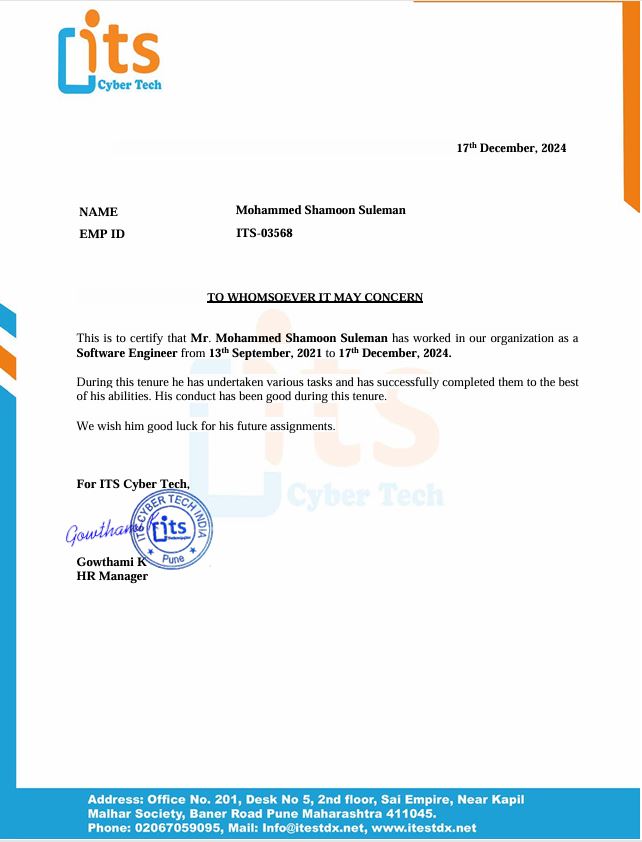 its
Cyber Tech
17th December, 2024
NAME Mohammed Shamoon Suleman
EMP ID ITS-03568
TO WHOMSOEVER IT MAY CONCERN
This is to certify that Mr. Mohammed Shamoon Suleman has worked in our organization as a
Software Engineer from 13th September, 2021 to 17th December, 2024.
During this tenure he has undertaken various tasks and has successfully completed them to the best
of his abilities. His conduct has been good during this tenure.
We wish him good luck for his future assignments.
its
Cyber Tech
For ITS Cyber Tech,
Gowthami K
ITS CYBER TECH INDIA
its
Pune
Gowthami K
HR Manager
Address: Office No. 201, Desk No 5, 2nd floor, Sai Empire, Near Kapil
Malhar Society, Baner Road Pune Maharashtra 411045.
Phone: 02067059095, Mail: Info@itestdx.net, www.itestdx.net